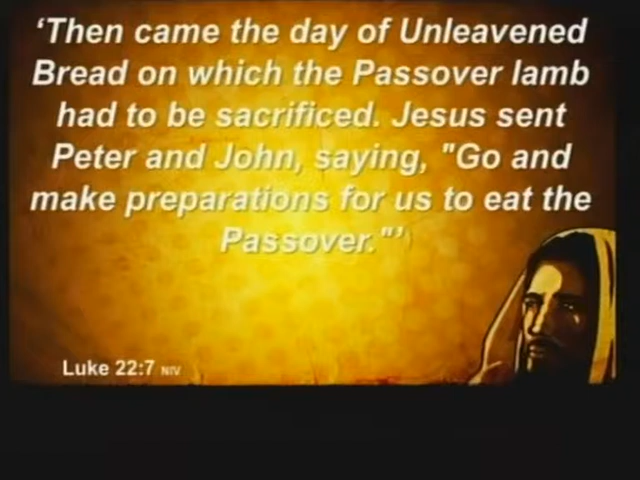 ‘Then came the day of Unleavened
Bread on which the Passover lamb
had to be sacrificed. Jesus sent
Peter and John, saying, "Go and
make preparations for us to eat the
Passover."’
Luke 22:7 NIV